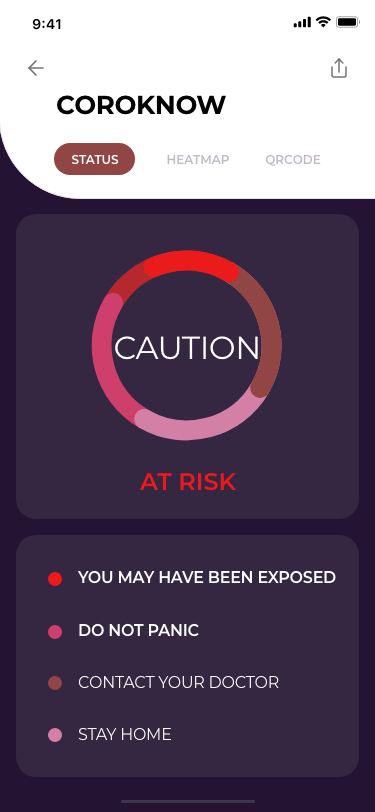 9:41
COROKNOW
STATUS HEATMAP QRCODE
CAUTION
AT RISK
YOU MAY HAVE BEEN EXPOSED
DO NOT PANIC
CONTACT YOUR DOCTOR
STAY HOME